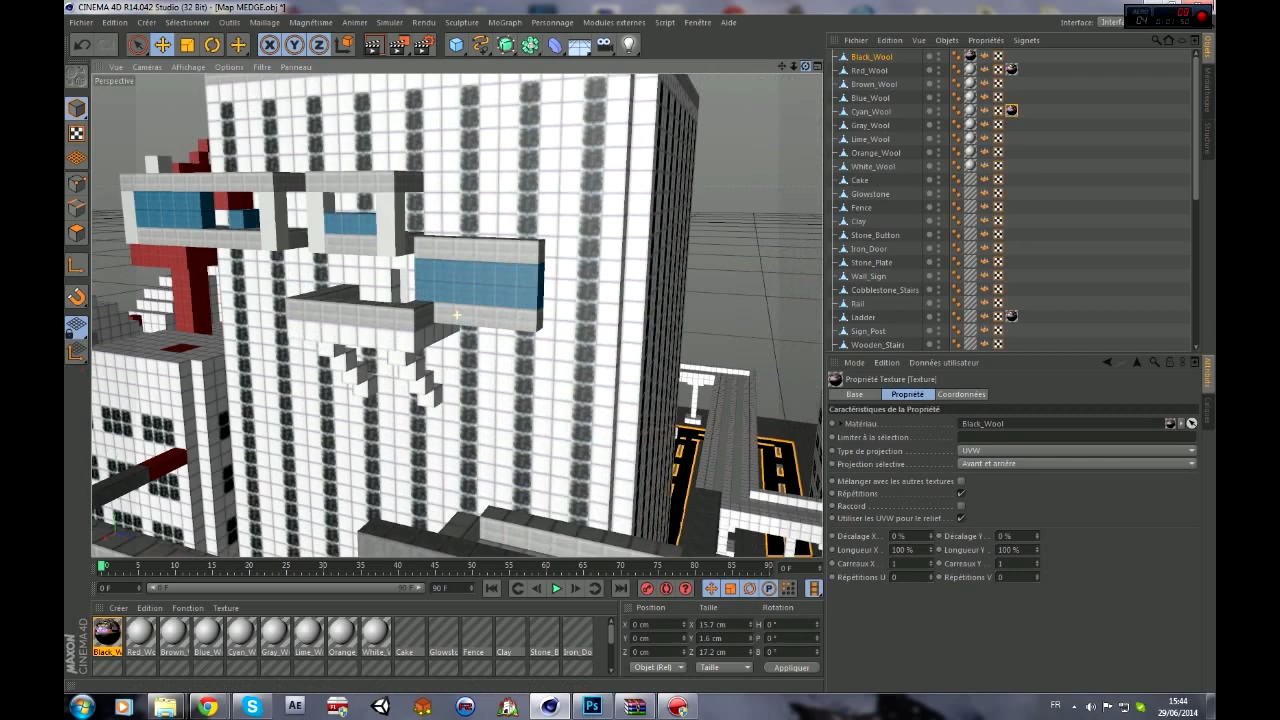 CINEMA 4D R14.042 Studio (32 Bit) - [Map MEDGE.obj *]
Fichier Edition Créer Sélectionner Outils Maillage Magnétisme Animer Simuler Rendu Sculpture MoGraph Personnage Modules externes Script Fenêtre Aide Interface:
Vue Caméras Affichage Options Filtre Panneau
Perspective
Fichier Edition Vue Objets Propriétés Signets
Black_Wool
Red_Wool
Brown_Wool
Blue_Wool
Cyan_Wool
Gray_Wool
Lime_Wool
Orange_Wool
White_Wool
Cake
Glowstone
Fence
Clay
Stone_Button
Iron_Door
Stone_Plate
Wall_Sign
Cobblestone_Stairs
Rail
Ladder
Sign_Post
Wooden_Stairs
Objets
Structure
Mode Edition Données utilisateur
Propriété Texture [Texture]
Base Propriété Coordonnées
Caractéristiques de la Propriété
Matériau Black_Wool
Limiter à la sélection
Type de projection UVW
Projection sélective Avant et arrière
Mélanger avec les autres textures
Répétitions
Raccord
Utiliser les UVW pour le relief
Décalage X 0 % Décalage Y 0 %
Longueur X 100 % Longueur Y 100 %
Carreaux X 1 Carreaux Y 1
Répétitions U 0 Répétitions V 0
Attributs
0 5 10 15 20 25 30 35 40 45 50 55 60 65 70 75 80 85 90 0 F
0 F 0 F 90 F 90 F
Créer Edition Fonction Texture
Black_W Red_Wo Brown_ Blue_W Cyan_W Gray_W Lime_W Orange White_ Cake Glowsto Fence Clay Stone_B Iron_Do
Position Taille Rotation
X 0 cm X 15.7 cm H 0 °
Y 0 cm Y 1.6 cm P 0 °
Z 0 cm Z 17.2 cm B 0 °
Objet (Rel) Taille Appliquer
MAXON CINEMA 4D
FR 15:44
29/06/2014